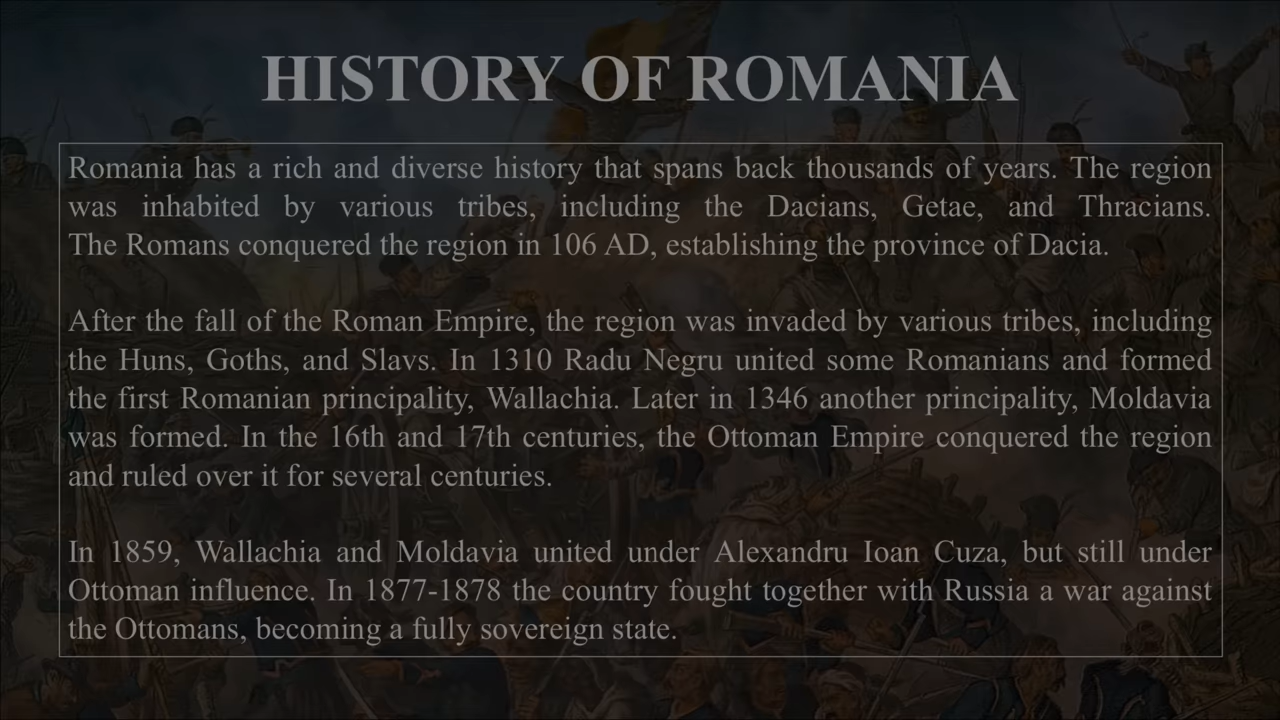 HISTORY OF ROMANIA
Romania has a rich and diverse history that spans back thousands of years. The region
was inhabited by various tribes, including the Dacians, Getae, and Thracians.
The Romans conquered the region in 106 AD, establishing the province of Dacia.
After the fall of the Roman Empire, the region was invaded by various tribes, including
the Huns, Goths, and Slavs. In 1310 Radu Negru united some Romanians and formed
the first Romanian principality, Wallachia. Later in 1346 another principality, Moldavia
was formed. In the 16th and 17th centuries, the Ottoman Empire conquered the region
and ruled over it for several centuries.
In 1859, Wallachia and Moldavia united under Alexandru Ioan Cuza, but still under
Ottoman influence. In 1877-1878 the country fought together with Russia a war against
the Ottomans, becoming a fully sovereign state.